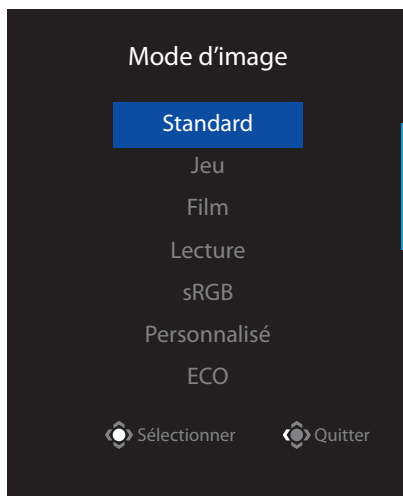 Mode d’image
Standard
Jeu
Film
Lecture
sRGB
Personnalisé
ECO
Sélectionner Quitter